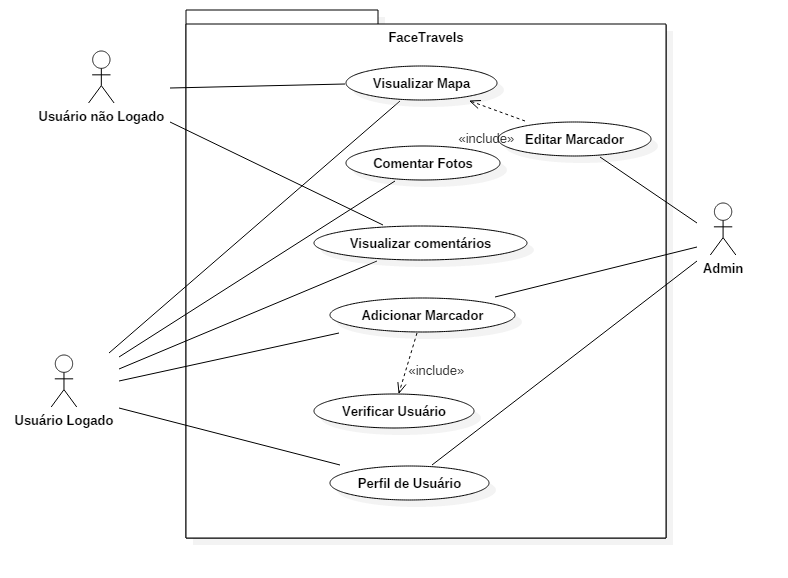 FaceTravels
Visualizar Mapa
Usuário não Logado
«include»
Editar Marcador
Comentar Fotos
Visualizar comentários
Admin
Adicionar Marcador
«include»
Usuário Logado
Verificar Usuário
Perfil de Usuário